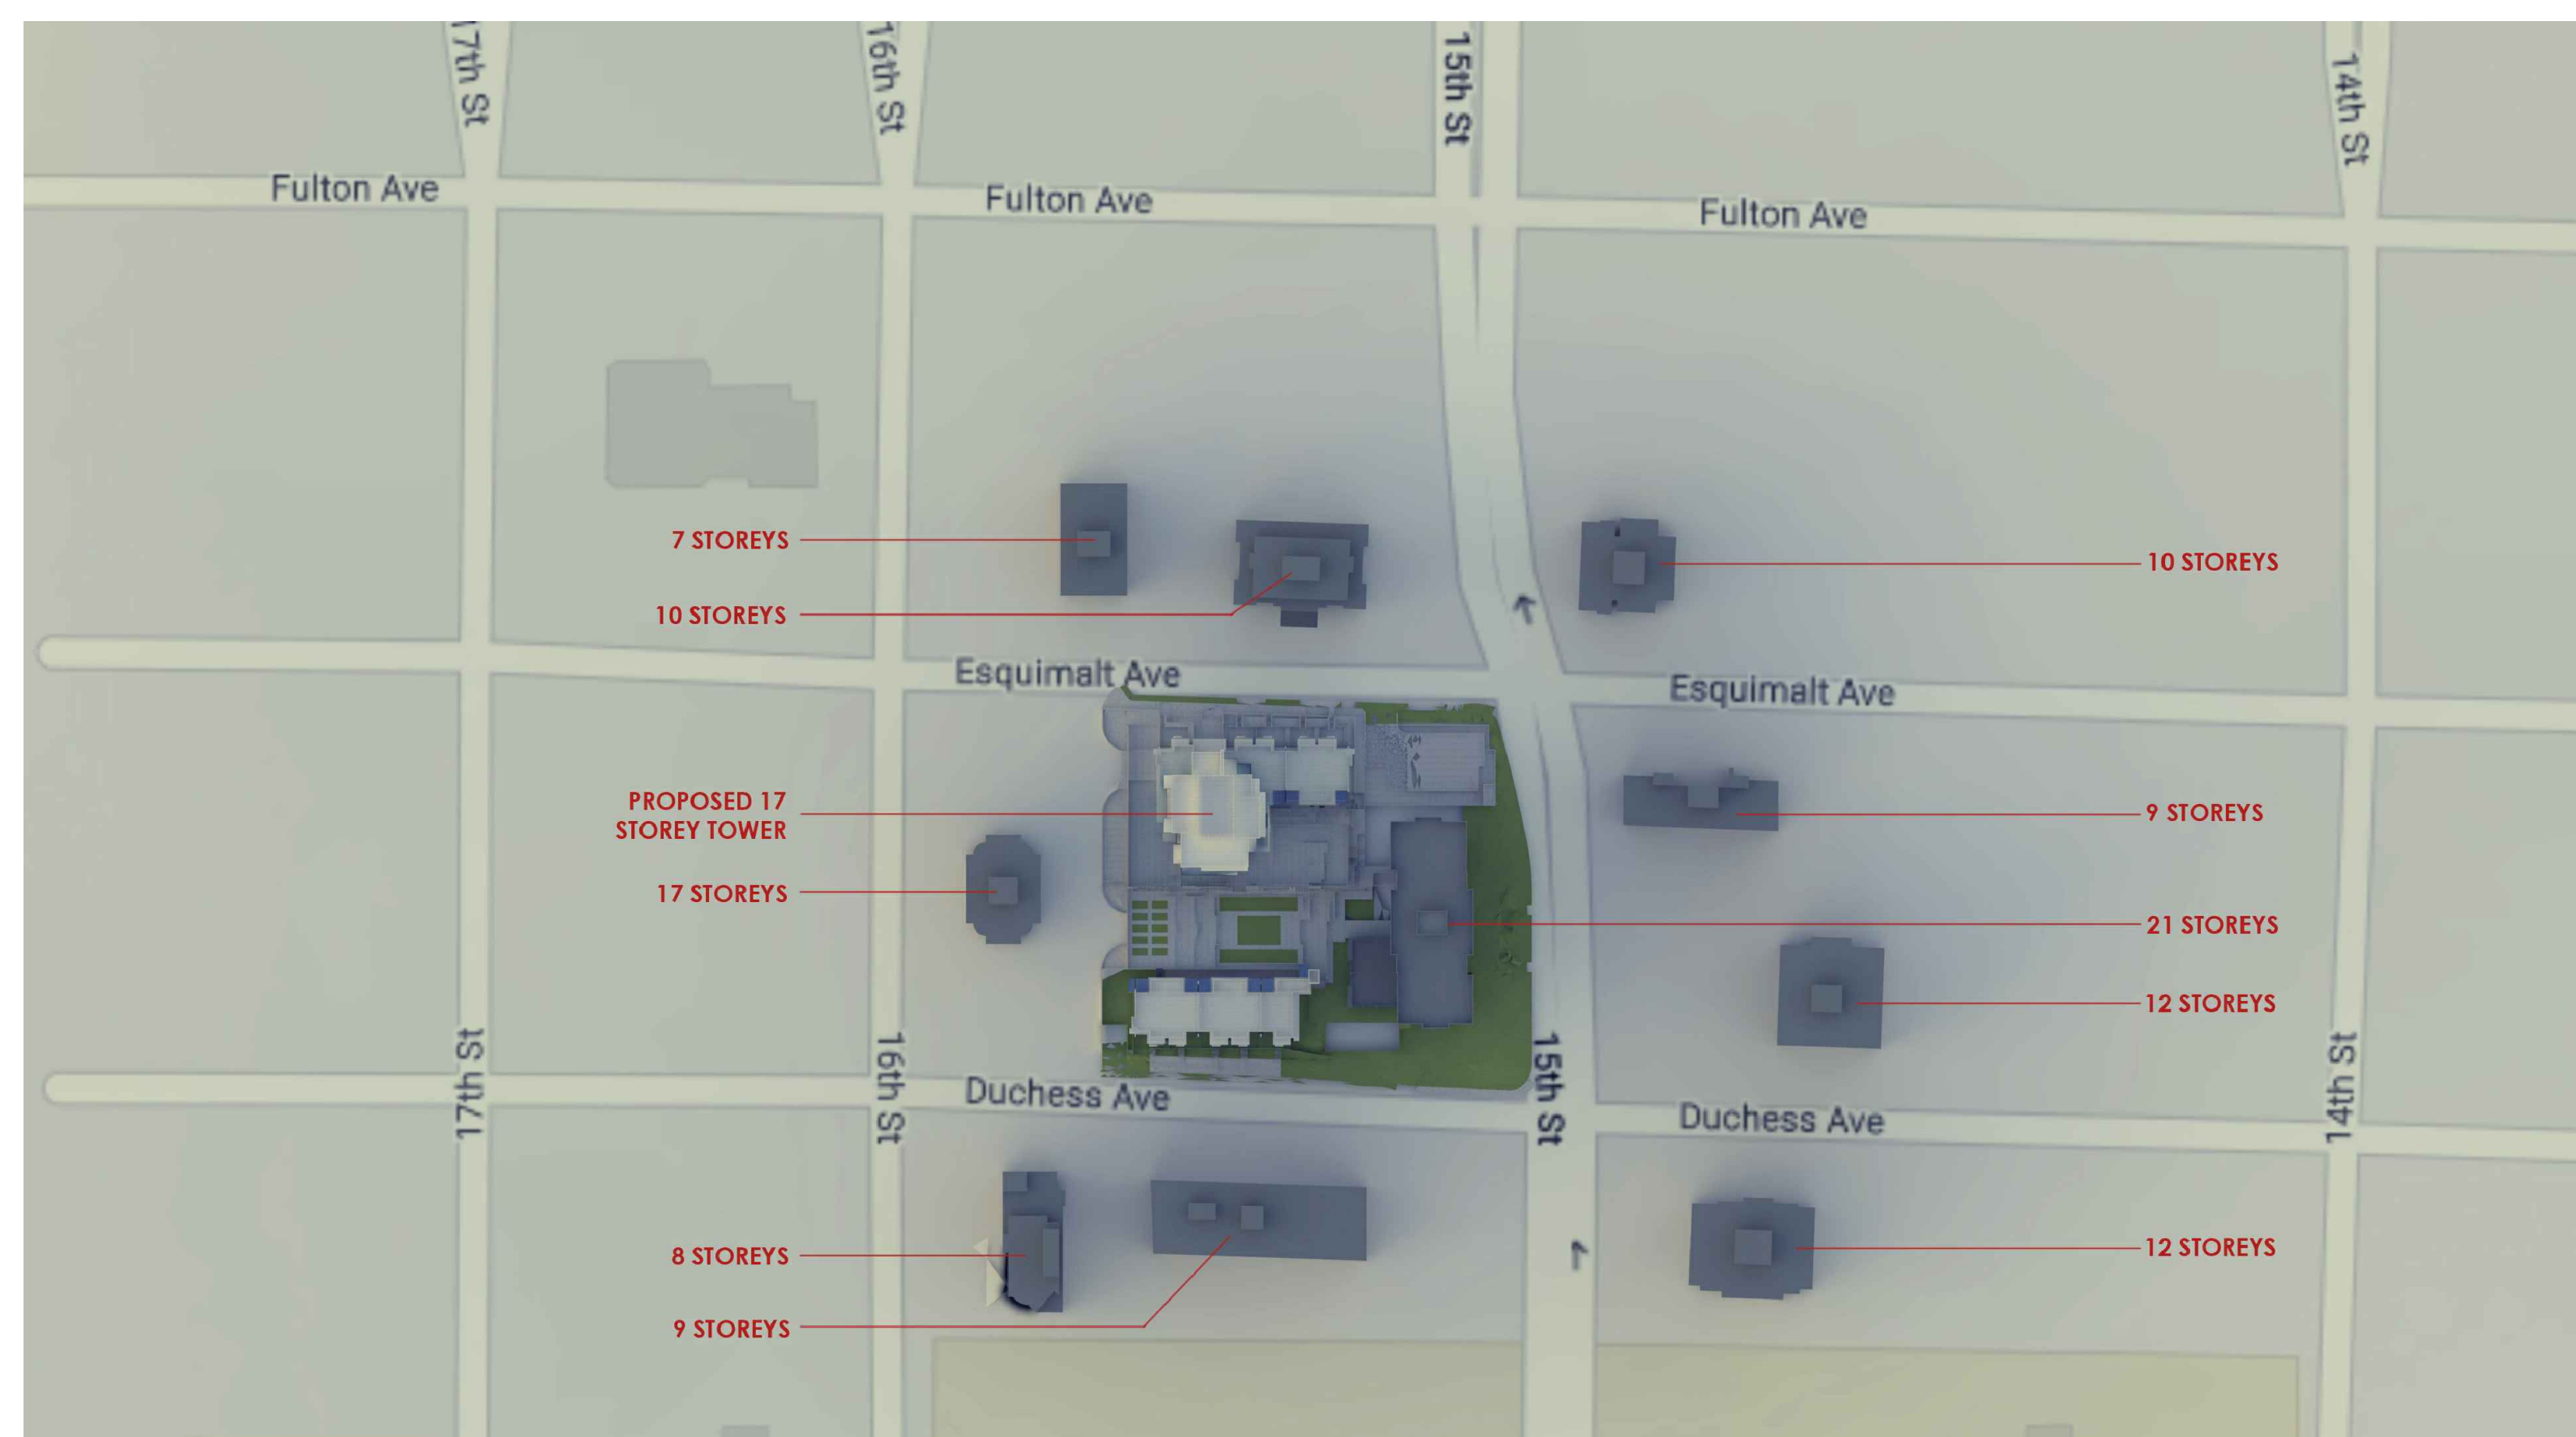 17th St
16th St
15th St
14th St
Fulton Ave
Fulton Ave
Fulton Ave
7 STOREYS
10 STOREYS
10 STOREYS
Esquimalt Ave
Esquimalt Ave
PROPOSED 17
STOREY TOWER
9 STOREYS
17 STOREYS
21 STOREYS
12 STOREYS
17th St
16th St
15th St
14th St
Duchess Ave
Duchess Ave
8 STOREYS
12 STOREYS
9 STOREYS